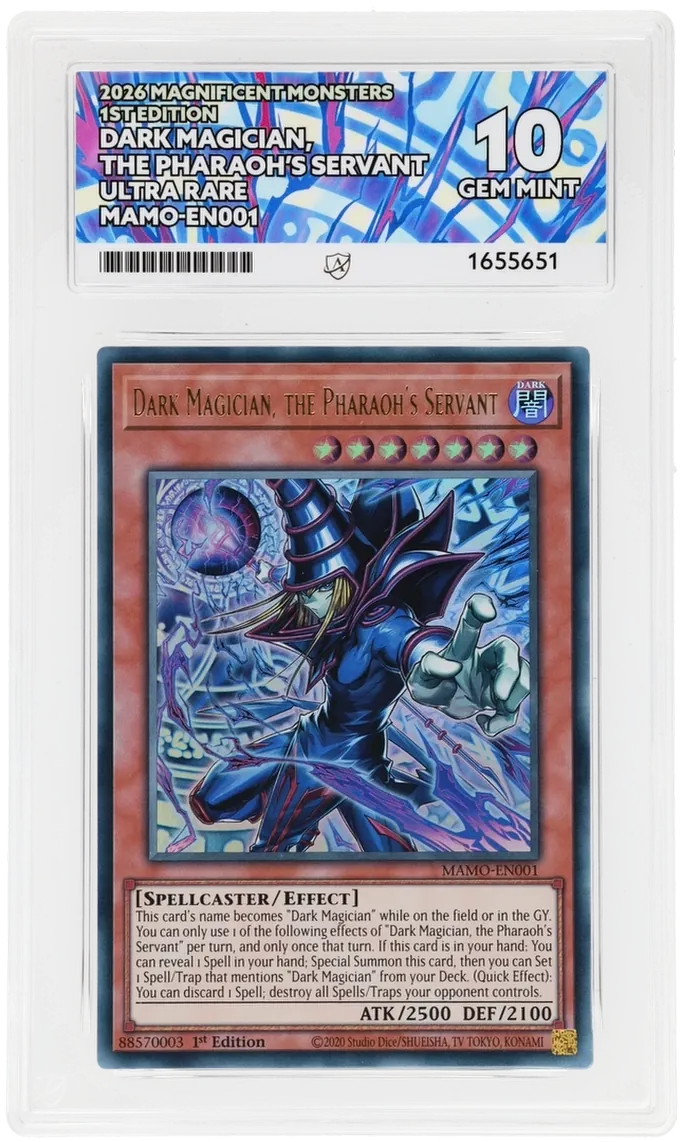 2026 MAGNIFICENT MONSTERS
1ST EDITION
DARK MAGICIAN,
THE PHARAOH'S SERVANT
ULTRA RARE
MAMO-EN001
10
GEM MINT
A
1655651
DARK MAGICIAN, THE PHARAOH'S SERVANT
DARK
闇
MAMO-EN001
[SPELLCASTER/EFFECT]
This card's name becomes "Dark Magician" while on the field or in the GY.
You can only use 1 of the following effects of "Dark Magician, the Pharaoh's
Servant" per turn, and only once that turn. If this card is in your hand: You
can reveal 1 Spell in your hand; Special Summon this card, then you can Set
1 Spell/Trap that mentions "Dark Magician" from your Deck. (Quick Effect):
You can discard 1 Spell; destroy all Spells/Traps your opponent controls.
ATK/2500 DEF/2100
88570003 1st Edition
©2020 Studio Dice/SHUEISHA, TV TOKYO, KONAMI